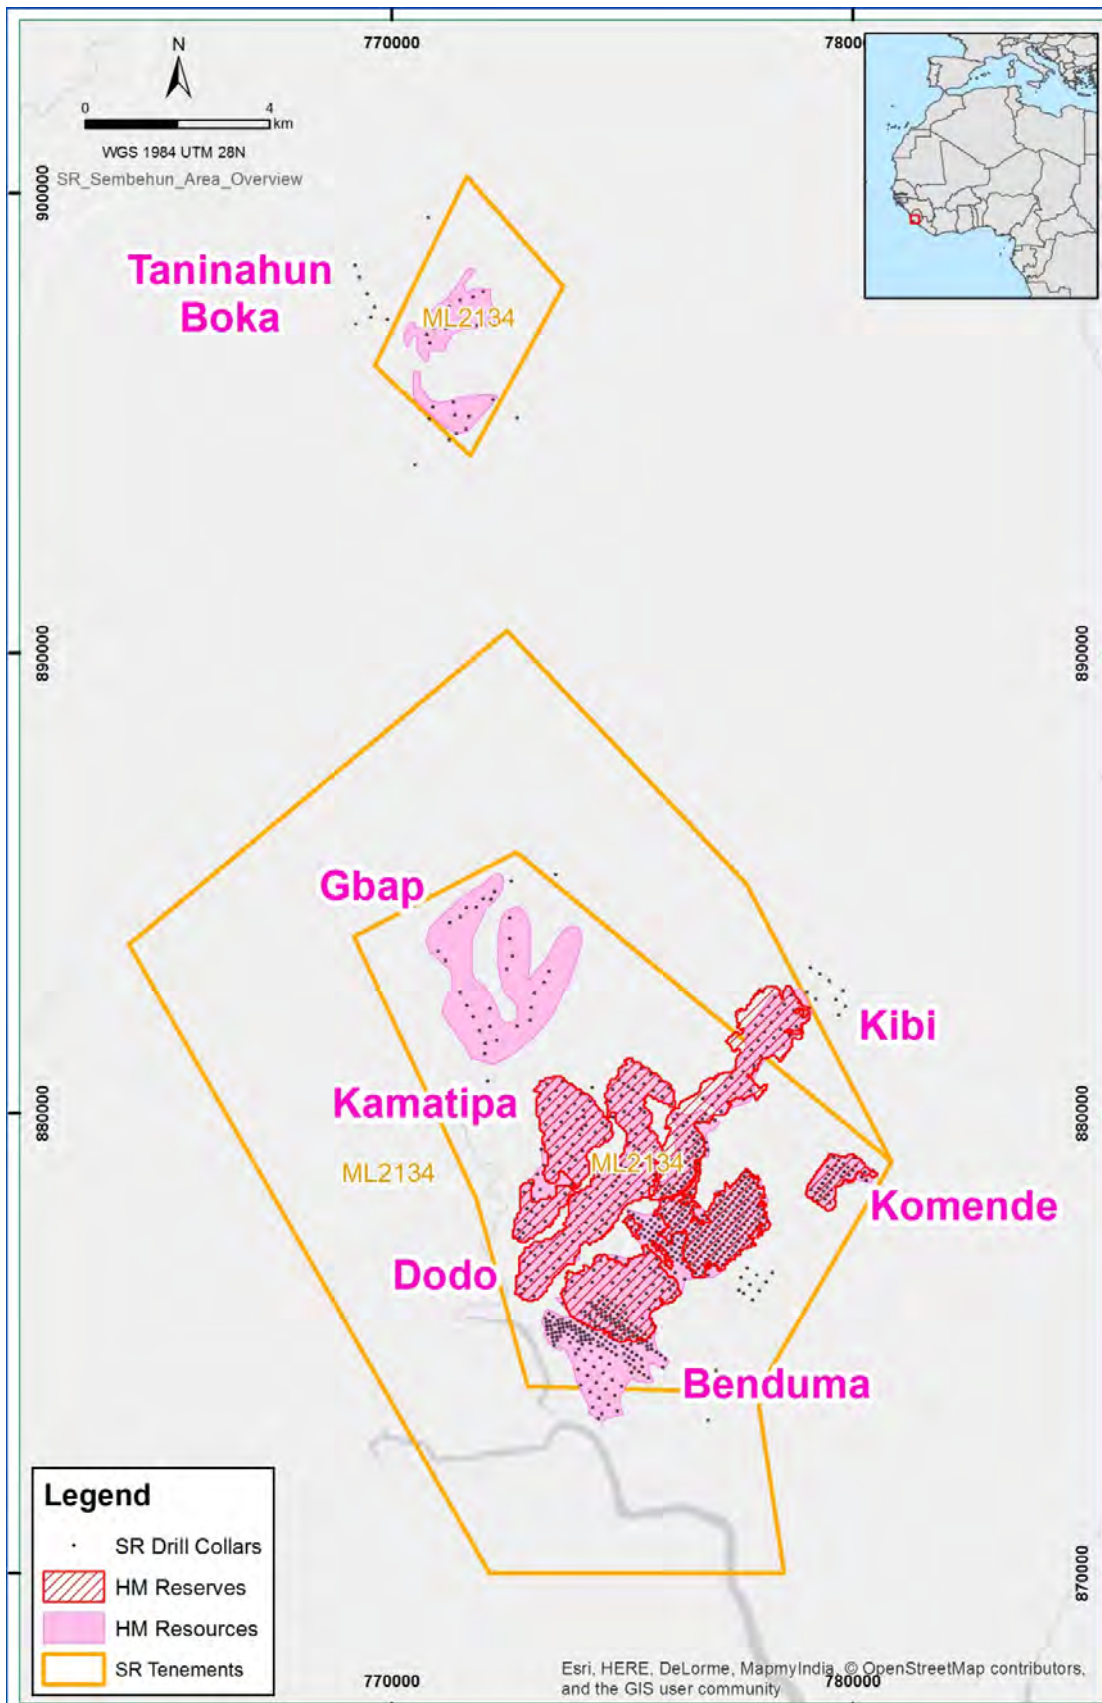 770000
780000
N
0
4
km
WGS 1984 UTM 28N
SR_Sembehun_Area_Overview
900000
Taninahun
Boka
ML2134
890000
890000
Gbap
Kibi
Kamatipa
880000
880000
ML2134
ML2134
Komende
Dodo
Benduma
Legend
SR Drill Collars
HM Reserves
HM Resources
SR Tenements
870000
Esri, HERE, DeLorme, MapmyIndia, © OpenStreetMap contributors,
and the GIS user community
770000
780000